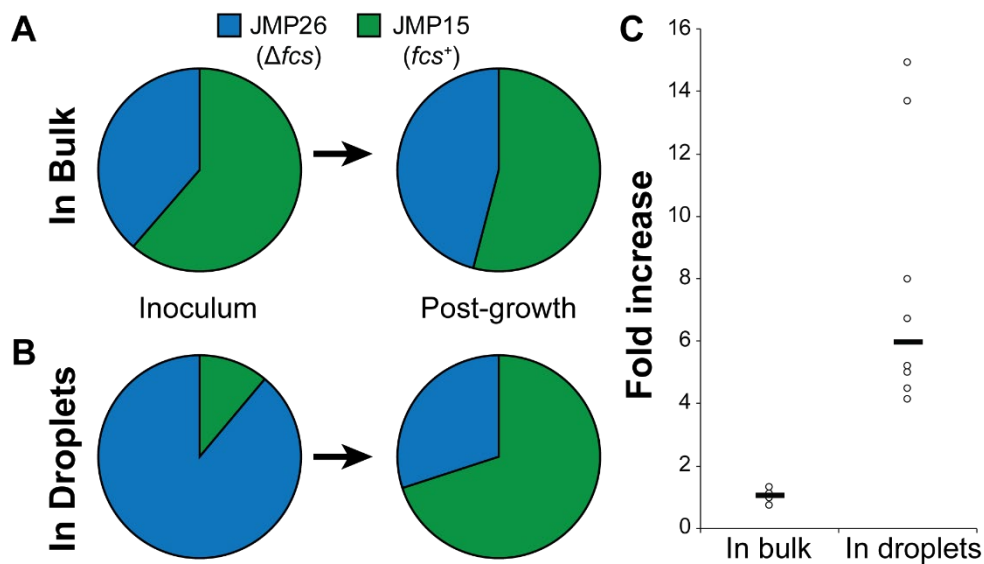 A
JMP26
(Δfcs)
JMP15
(fcs⁺)
In Bulk
Inoculum
Post-growth
B
In Droplets
C
Fold increase
16
14
12
10
8
6
4
2
0
In bulk
In droplets